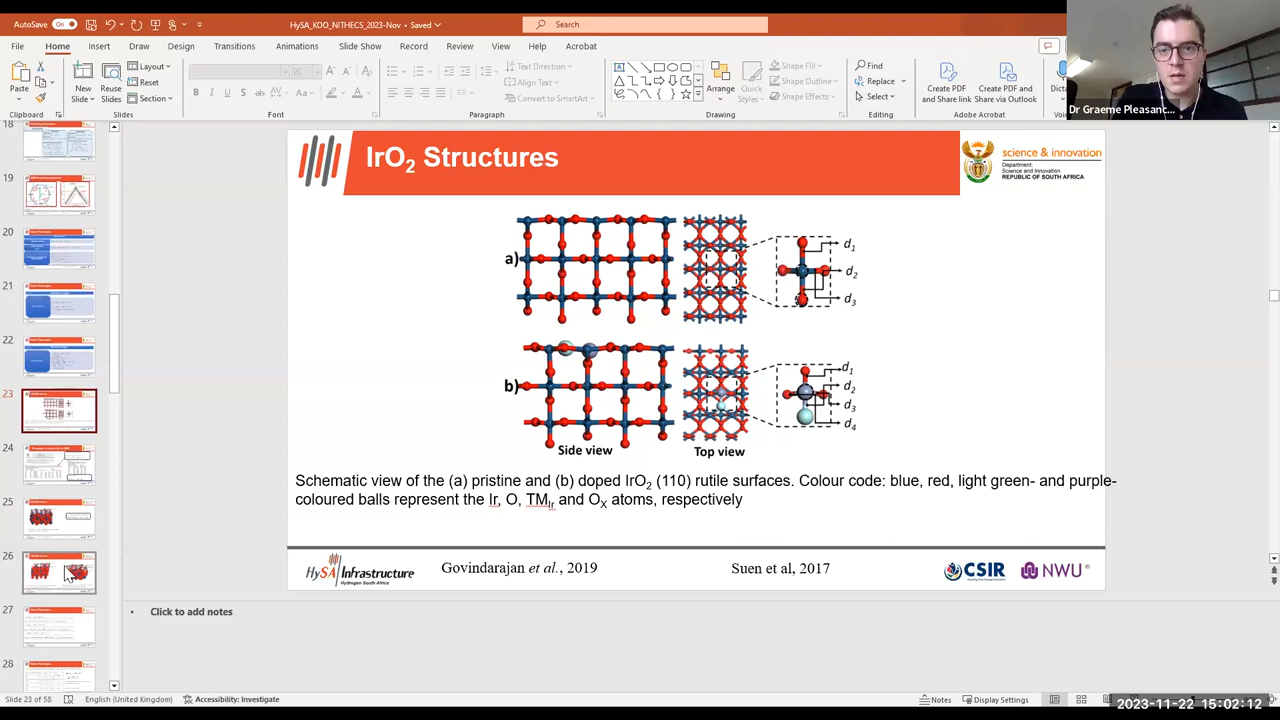 AutoSave On HySA_KOO_NITHECS_2023-Nov • Saved Search
File Home Insert Draw Design Transitions Animations Slide Show Record Review View Help Acrobat
Paste
New Slides Reuse Slides
Layout
Reset
Section
20
B I U S ab AV Aa A
Text Direction
Align Text
Convert to SmartArt
Arrange
Quick Styles
Shape Fill
Shape Outline
Shape Effects
Find
Replace
Select
Create PDF and Share link
Create PDF and Share via Outlook
Clipboard Slides Font Paragraph Drawing Editing Adobe Acrobat
Dr Graeme Pleasanc...
19
20
21
22
23
24
25
26
27
28
IrO2 Structures
science & innovation
Department:
Science and Innovation
REPUBLIC OF SOUTH AFRICA
a)
d1
d2
d3
b)
d1
d2
d3
d4
Side view Top view
Schematic view of the (a) pristine and (b) doped IrO2 (110) rutile surfaces. Colour code: blue, red, light green- and purple-
coloured balls represent the Ir, O, TMIr and OX atoms, respectively
HySA Infrastructure
Hydrogen South Africa
Govindarajan et al., 2019 Suen et al, 2017
CSIR NWU®
• Click to add notes
Slide 23 of 58 English (United Kingdom) Accessibility: Investigate Notes Display Settings
2023-11-22 15:02:12